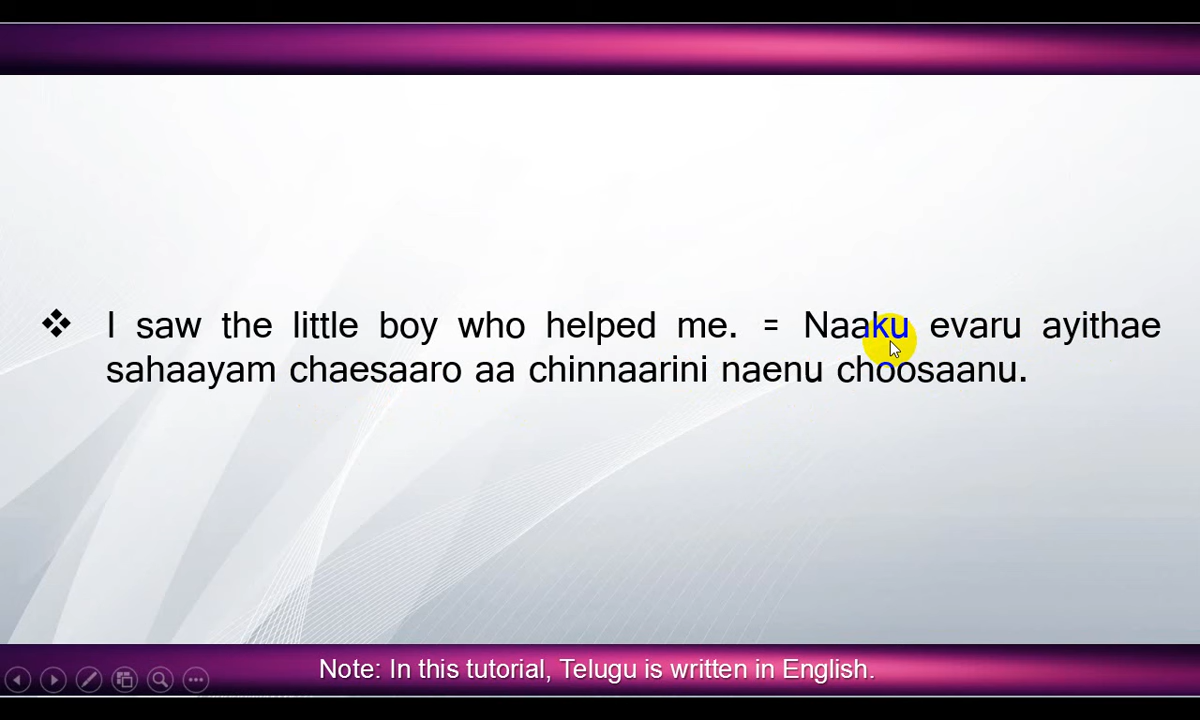 ❖ I saw the little boy who helped me. = Naaku evaru ayithae
sahaayam chaesaaro aa chinnaarini naenu choosaanu.
Note: In this tutorial, Telugu is written in English.